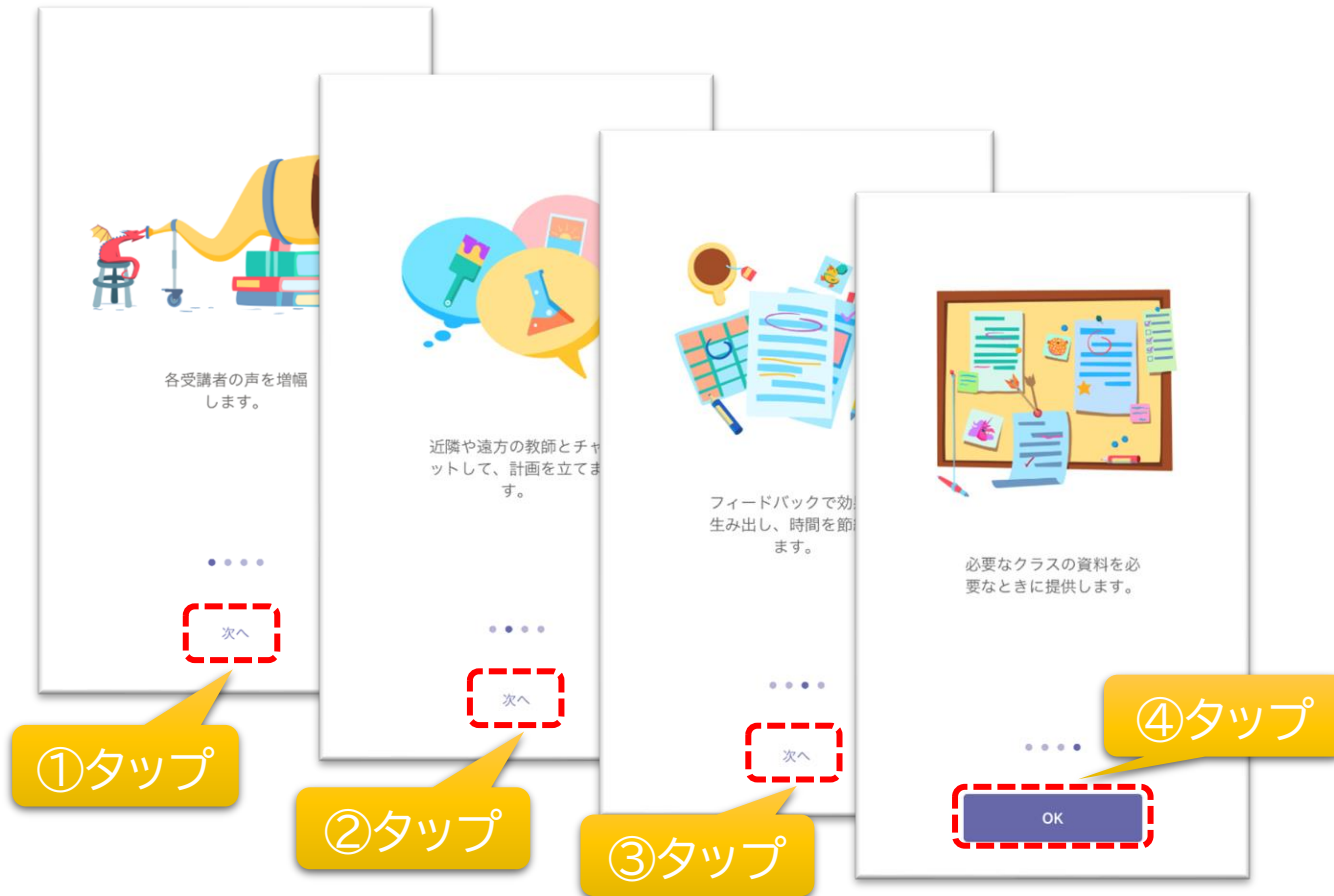 各受講者の声を増幅
します。
次へ
①タップ
近隣や遠方の教師とチャ
ットして、計画を立てま
す。
次へ
②タップ
フィードバックで効
生み出し、時間を節
ます。
次へ
③タップ
必要なクラスの資料を必
要なときに提供します。
④タップ
OK